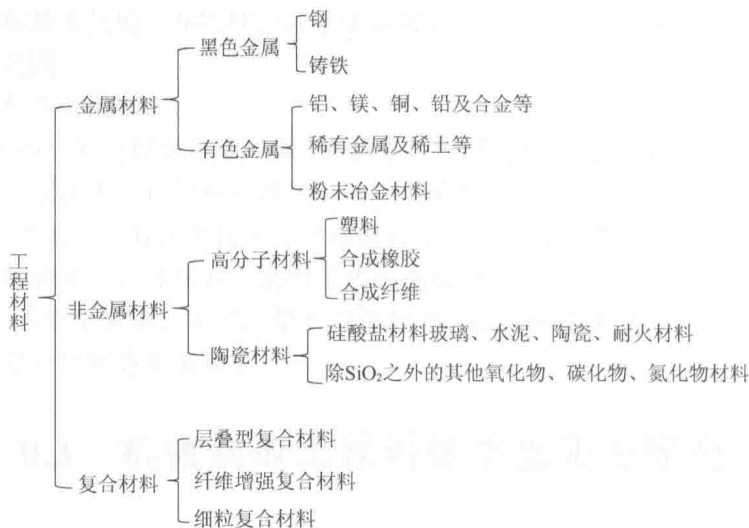 钢
黑色金属
铸铁
金属材料
铝、镁、铜、铅及合金等
有色金属
稀有金属及稀土等
粉末冶金材料
工程材料
塑料
高分子材料
合成橡胶
合成纤维
非金属材料
硅酸盐材料玻璃、水泥、陶瓷、耐火材料
陶瓷材料
除SiO₂之外的其他氧化物、碳化物、氮化物材料
层叠型复合材料
复合材料
纤维增强复合材料
细粒复合材料